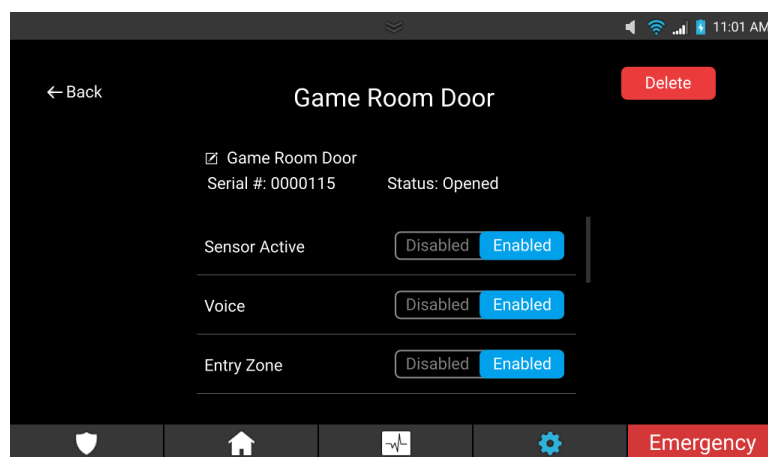 11:01 AM
← Back
Game Room Door
Delete
Game Room Door
Serial #: 0000115 Status: Opened
Sensor Active Disabled Enabled
Voice Disabled Enabled
Entry Zone Disabled Enabled
Emergency